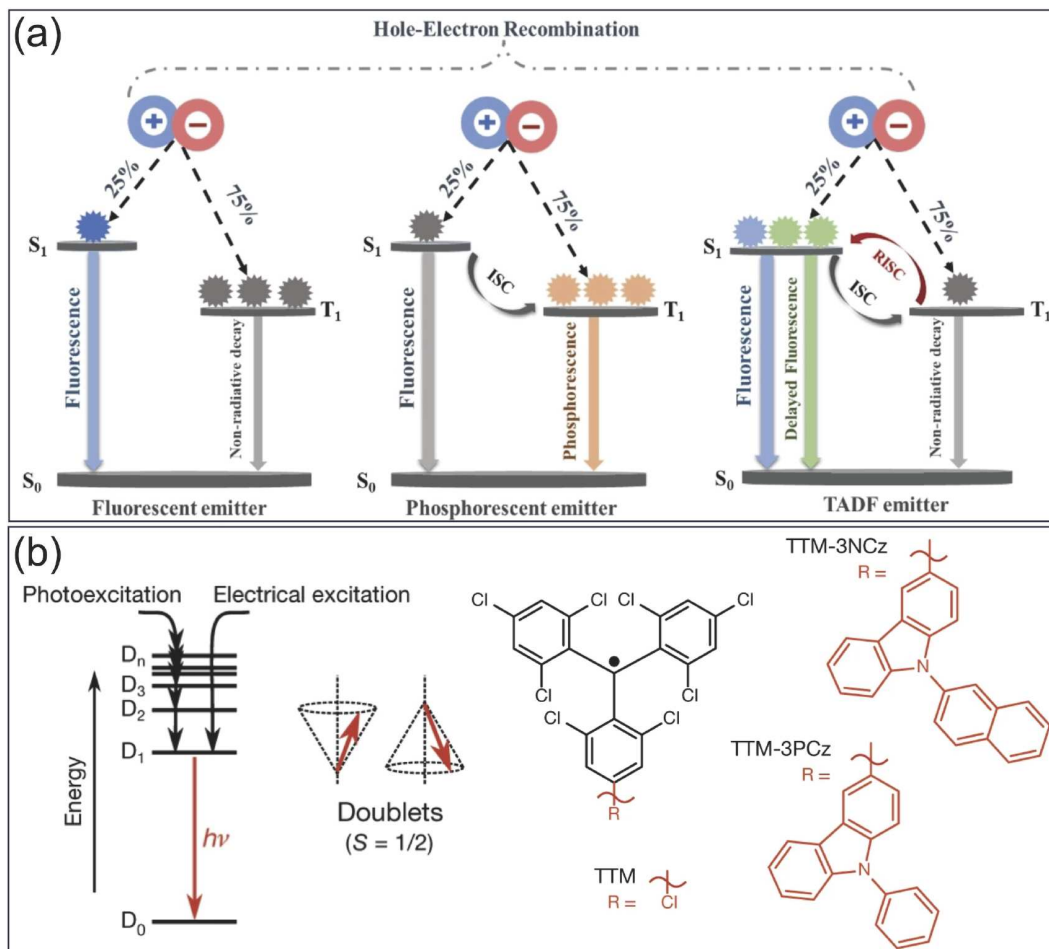 (a)
Hole-Electron Recombination
+ −
+ −
+ −
25%
75%
25%
75%
25%
75%
S1
T1
S1
T1
S1
T1
ISC
RISC
ISC
Fluorescence
Non-radiative decay
Fluorescence
Phosphorescence
Fluorescence
Delayed Fluorescence
Non-radiative decay
S0
S0
S0
Fluorescent emitter
Phosphorescent emitter
TADF emitter
(b)
Photoexcitation
Electrical excitation
Dn
D3
D2
D1
D0
Energy
hν
Doublets
(S = 1/2)
Cl
Cl
Cl
Cl
Cl
Cl
Cl
Cl
R
TTM
R =
Cl
TTM-3NCz
R =
N
TTM-3PCz
R =
N